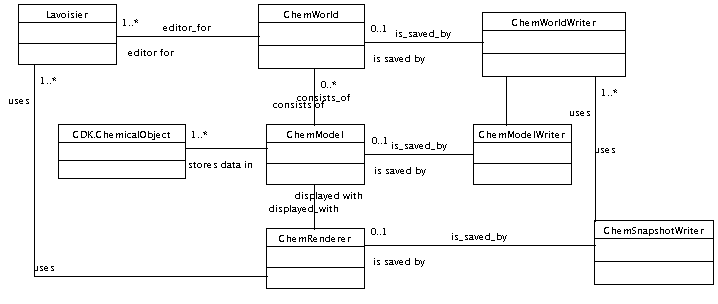 Lavoisier
1..*
editor_for
editor for
ChemWorld
0..1
is_saved_by
is saved by
ChemWorldWriter
1..*
uses
0..*
consists_of
consists of
1..*
uses
uses
CDK.ChemicalObject
1..*
stores data in
ChemModel
0..1
is_saved_by
is saved by
ChemModelWriter
displayed with
displayed_with
ChemRenderer
0..1
is_saved_by
is saved by
ChemSnapshotWriter
uses